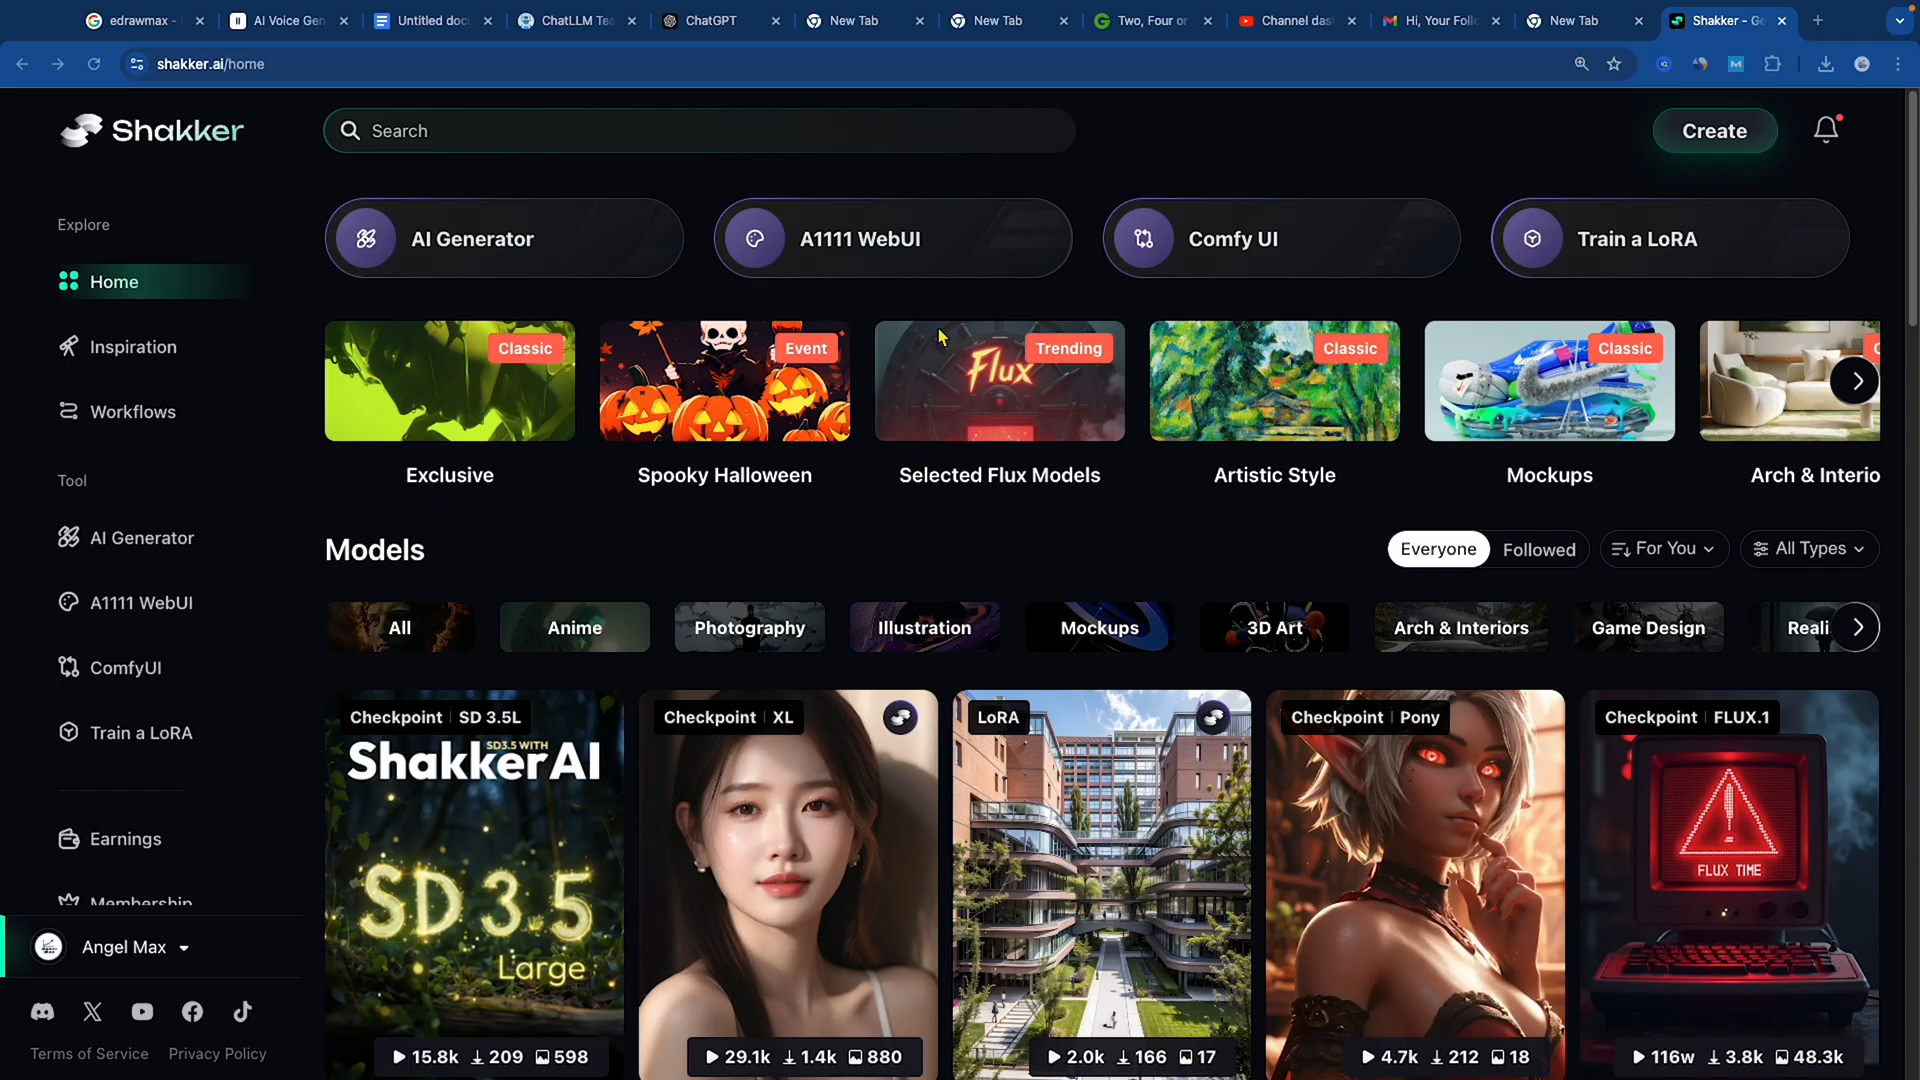 edrawmax -
AI Voice Gen
Untitled doc
ChatLLM Tea
ChatGPT
New Tab
New Tab
Two, Four or
Channel das
Hi, Your Foll
New Tab
Shakker - Ge
shakker.ai/home
Shakker
Search
Create
Explore
Home
Inspiration
Workflows
Tool
AI Generator
A1111 WebUI
ComfyUI
Train a LoRA
Earnings
Membership
Angel Max
Terms of Service
Privacy Policy
AI Generator
A1111 WebUI
Comfy UI
Train a LoRA
Classic
Event
Flux
Trending
Classic
Classic
Exclusive
Spooky Halloween
Selected Flux Models
Artistic Style
Mockups
Arch & Interio
Models
Everyone
Followed
For You
All Types
All
Anime
Photography
Illustration
Mockups
3D Art
Arch & Interiors
Game Design
Reali
Checkpoint | SD 3.5L
SD3.5 WITH
ShakkerAI
SD 3.5
Large
15.8k 209 598
Checkpoint | XL
29.1k 1.4k 880
LoRA
2.0k 166 17
Checkpoint | Pony
4.7k 212 18
Checkpoint | FLUX.1
FLUX TIME
116w 3.8k 48.3k